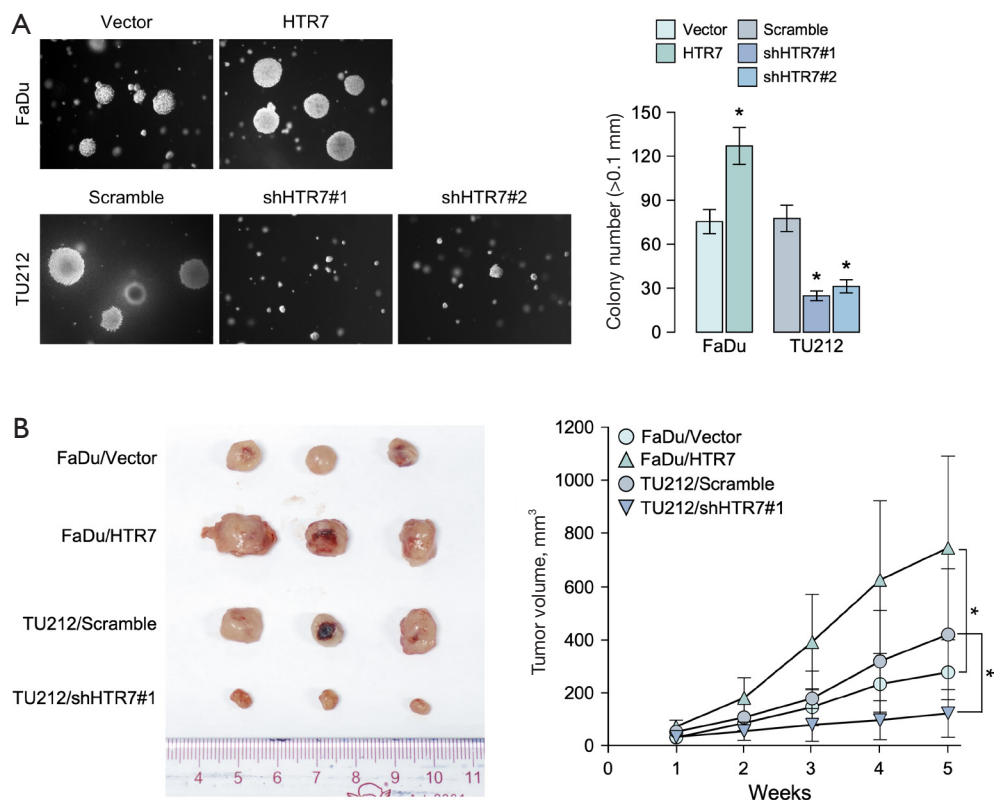 A
Vector
HTR7
FaDu
Scramble
shHTR7#1
shHTR7#2
TU212
Vector
HTR7
Scramble
shHTR7#1
shHTR7#2
Colony number (>0.1 mm)
150
120
90
60
30
0
*
*
*
FaDu
TU212
B
FaDu/Vector
FaDu/HTR7
TU212/Scramble
TU212/shHTR7#1
4 5 6 7 8 9 10 11
FaDu/Vector
FaDu/HTR7
TU212/Scramble
TU212/shHTR7#1
Tumor volume, mm³
1200
1000
800
600
400
200
0
*
*
0 1 2 3 4 5
Weeks